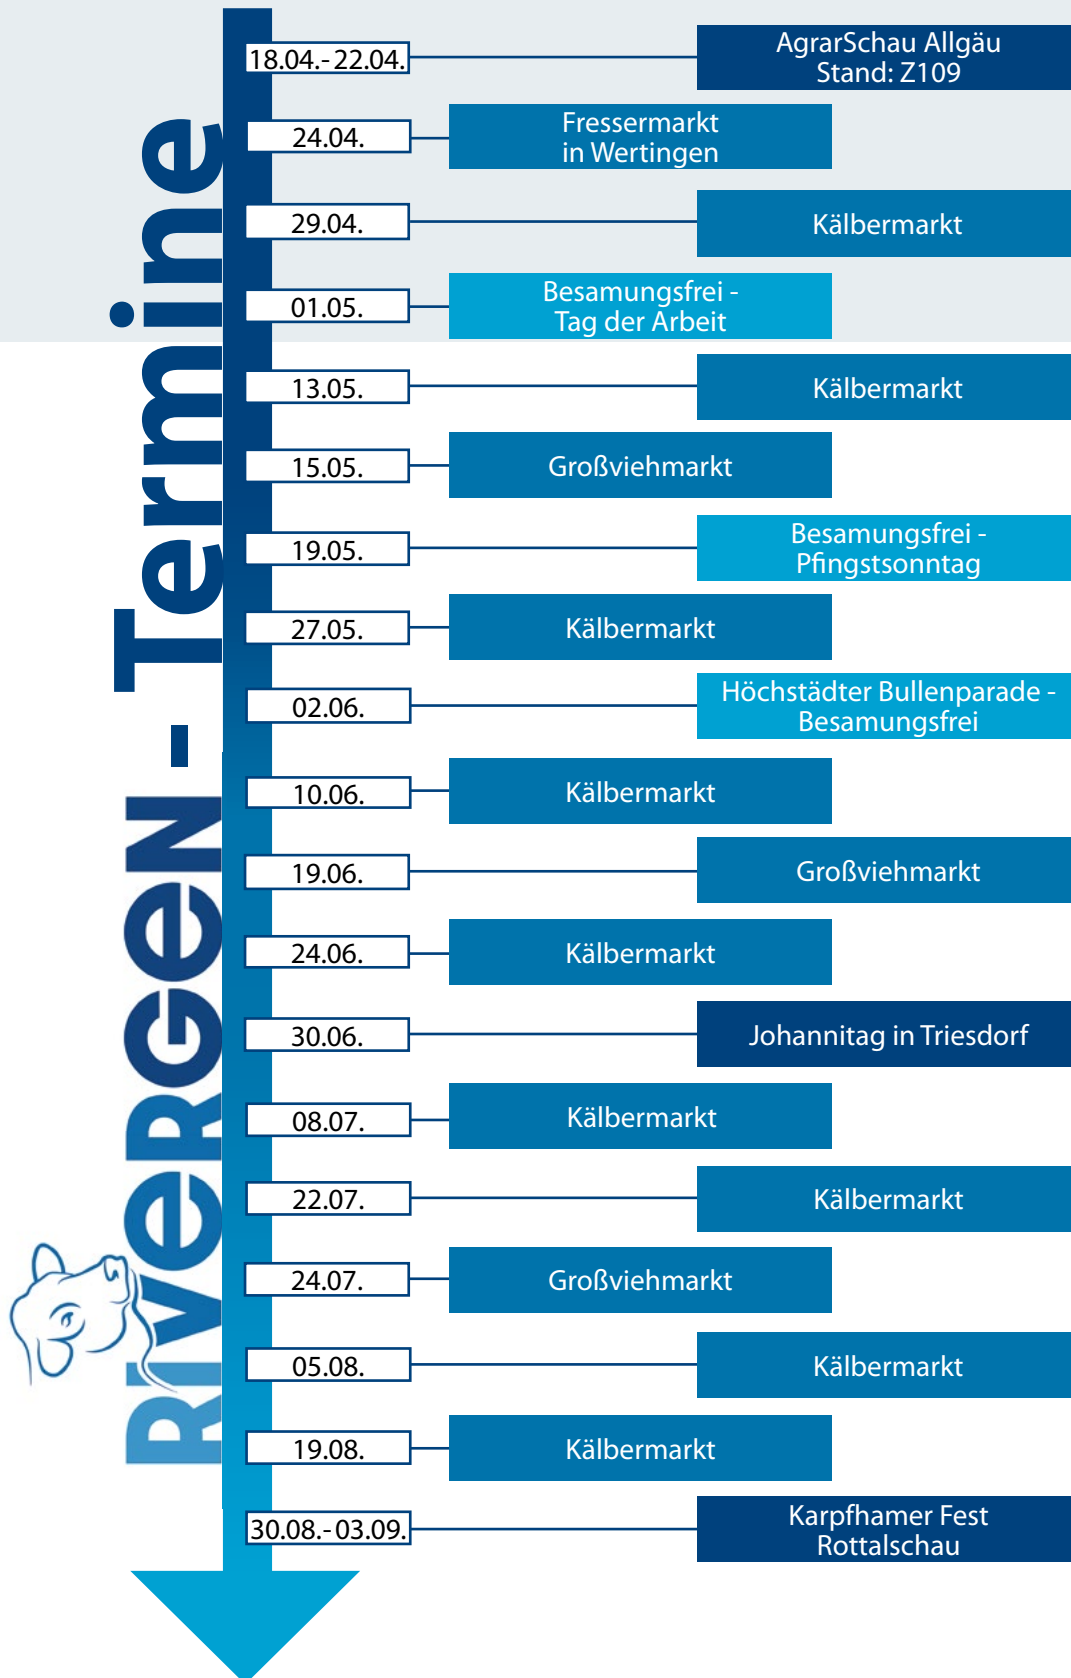 RiverGen - Termine
18.04.- 22.04.
AgrarSchau Allgäu
Stand: Z109
24.04.
Fressermarkt
in Wertingen
29.04.
Kälbermarkt
01.05.
Besamungsfrei -
Tag der Arbeit
13.05.
Kälbermarkt
15.05.
Großviehmarkt
19.05.
Besamungsfrei -
Pfingstsonntag
27.05.
Kälbermarkt
02.06.
Höchstädter Bullenparade -
Besamungsfrei
10.06.
Kälbermarkt
19.06.
Großviehmarkt
24.06.
Kälbermarkt
30.06.
Johannitag in Triesdorf
08.07.
Kälbermarkt
22.07.
Kälbermarkt
24.07.
Großviehmarkt
05.08.
Kälbermarkt
19.08.
Kälbermarkt
30.08.- 03.09.
Karpfhamer Fest
Rottalschau